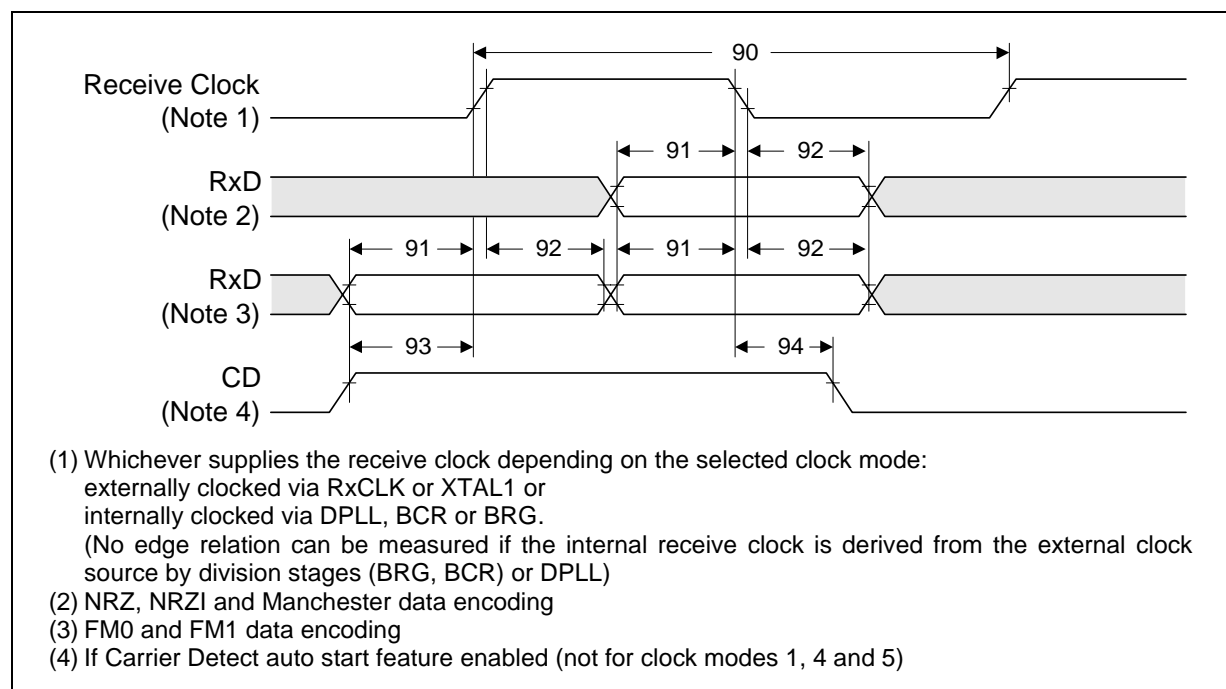 90
Receive Clock
(Note 1)
91 92
RxD
(Note 2)
91 92 91 92
RxD
(Note 3)
93 94
CD
(Note 4)
(1) Whichever supplies the receive clock depending on the selected clock mode:
externally clocked via RxCLK or XTAL1 or
internally clocked via DPLL, BCR or BRG.
(No edge relation can be measured if the internal receive clock is derived from the external clock
source by division stages (BRG, BCR) or DPLL)
(2) NRZ, NRZI and Manchester data encoding
(3) FM0 and FM1 data encoding
(4) If Carrier Detect auto start feature enabled (not for clock modes 1, 4 and 5)